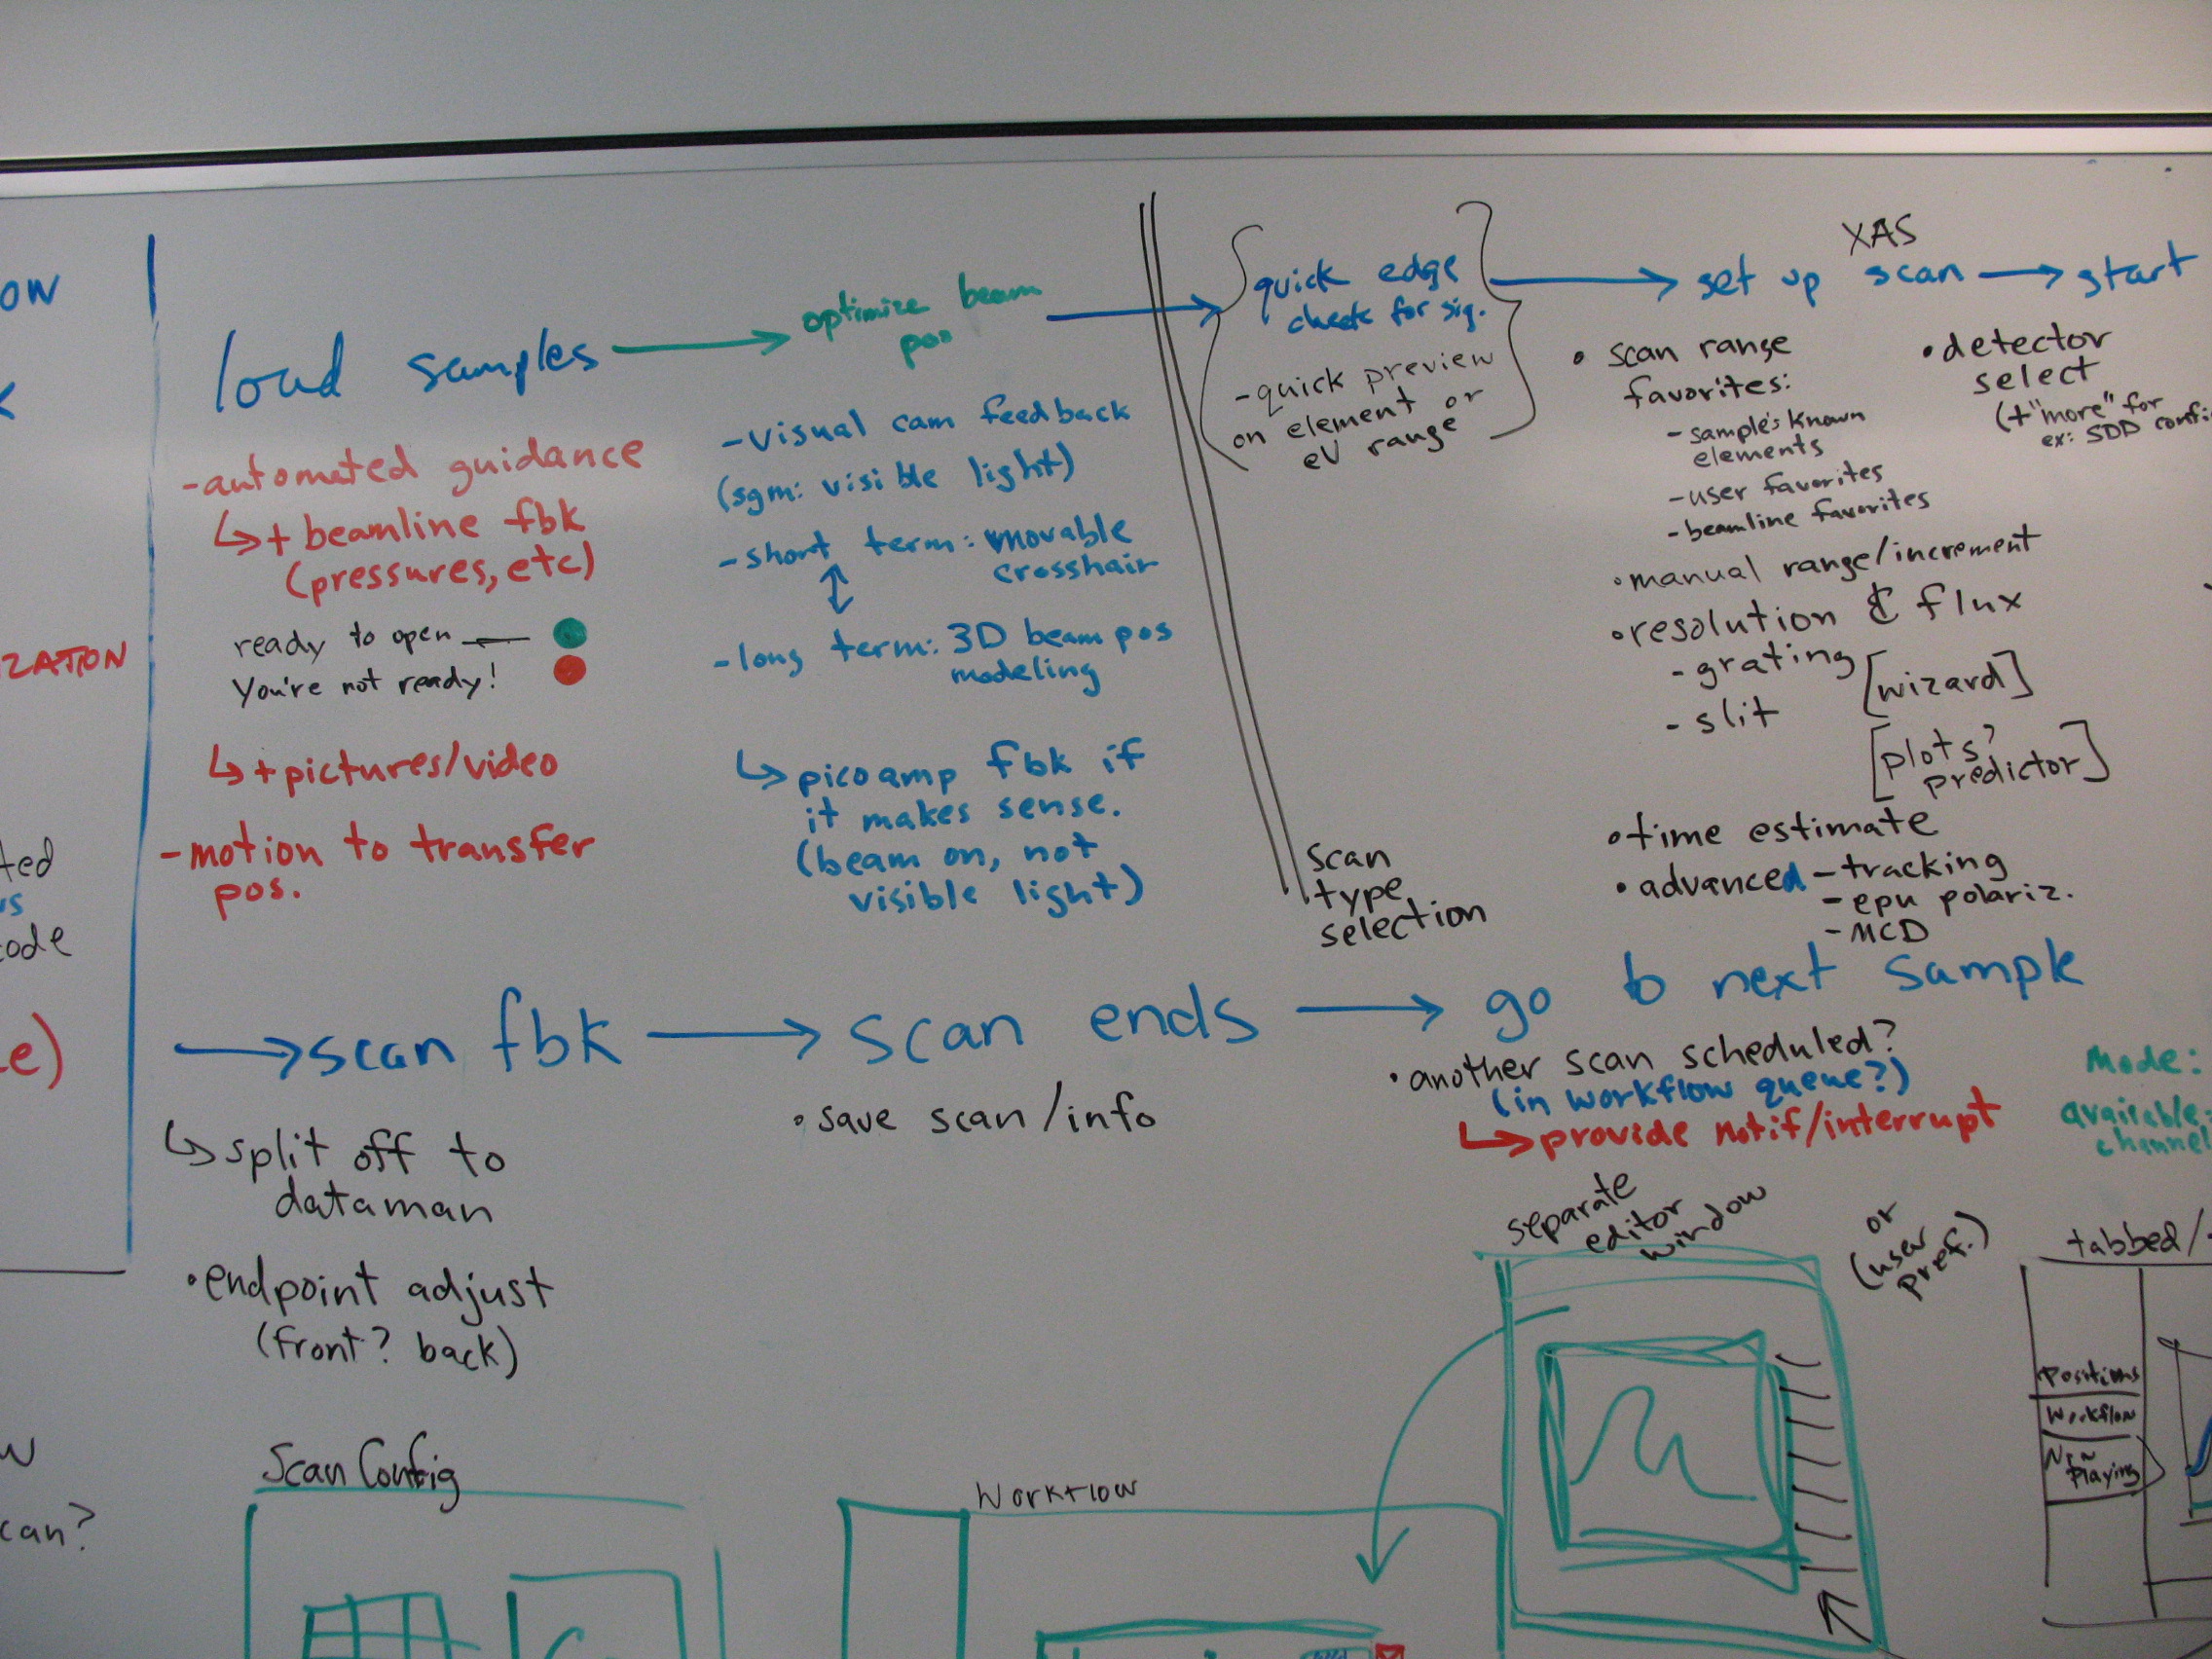 ow
IZATION
ted
us
code
e)
w
can?
load samples
-automated guidance
+ beamline fbk
(pressures, etc)
ready to open
You're not ready!
+ pictures/video
-motion to transfer
pos.
optimize beam
pos
-visual cam feedback
(sgm: visible light)
-short term: movable
crosshair
-long term: 3D beam pos
modeling
picoamp fbk if
it makes sense.
(beam on, not
visible light)
scan
type
selection
quick edge
check for sig.
-quick preview
on element or
eV range
XAS
set up scan
start
• scan range
favorites:
-sample's known
elements
-user favorites
-beamline favorites
• manual range/increment
• resolution & flux
-grating
-slit
[wizard]
[plots?
predictor]
• time estimate
• advanced -tracking
-epu polariz.
-MCD
• detector
select
(+"more" for
ex: SDD confi
scan fbk
split off to
dataman
• endpoint adjust
(front? back)
scan ends
• save scan/info
go to next sample
• another scan scheduled?
(in workflow queue?)
provide notif/interrupt
Mode:
available
channel
separate
editor
window
or
(user
pref.)
tabbed/
Positions
Workflow
Now
Playing
Scan Config
Workflow